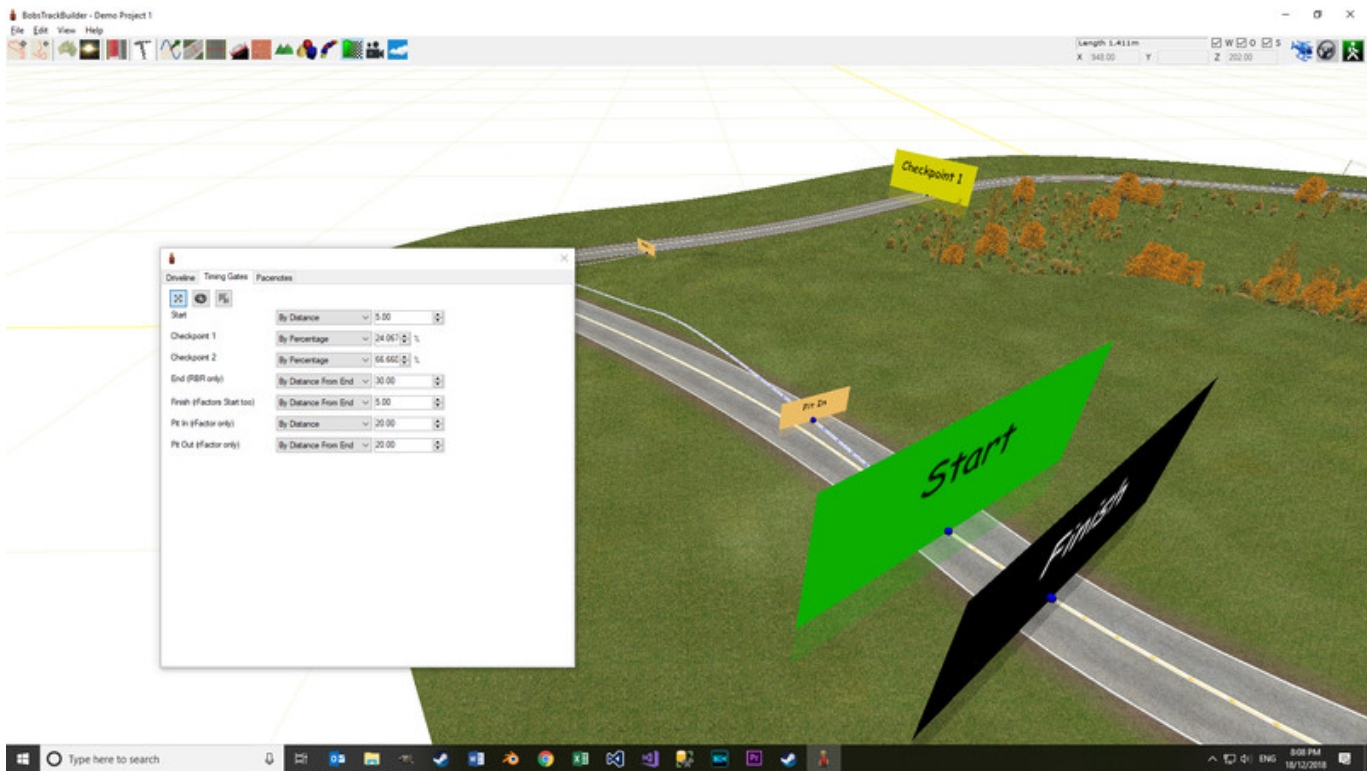 BobsTrackBuilder - Demo Project 1
File Edit View Help
Length 1,411m
W O S
X 948.00 Y Z 202.00
Checkpoint 1
Driveline Timing Gates Pacenotes
Start By Distance 5.00
Checkpoint 1 By Percentage 24.067 %
Checkpoint 2 By Percentage 66.660 %
End (RBR only) By Distance From End 30.00
Finish (rFactors Start too) By Distance From End 5.00
Pit In (rFactor only) By Distance 20.00
Pit Out (rFactor only) By Distance From End 20.00
Pit In
Start
Finish
Type here to search
ENG
8:08 PM
18/12/2018